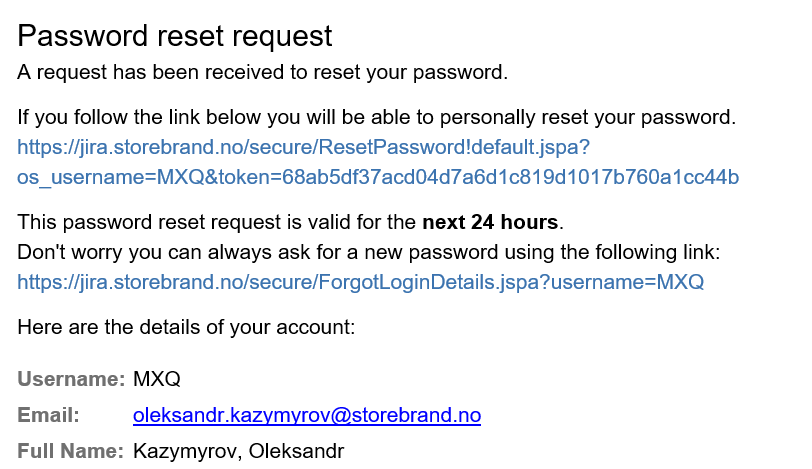 Password reset request
A request has been received to reset your password.
If you follow the link below you will be able to personally reset your password.
https://jira.storebrand.no/secure/ResetPassword!default.jspa?
os_username=MXQ&token=68ab5df37acd04d7a6d1c819d1017b760a1cc44b
This password reset request is valid for the next 24 hours.
Don't worry you can always ask for a new password using the following link:
https://jira.storebrand.no/secure/ForgotLoginDetails.jspa?username=MXQ
Here are the details of your account:
Username: MXQ
Email: oleksandr.kazymyrov@storebrand.no
Full Name: Kazymyrov, Oleksandr